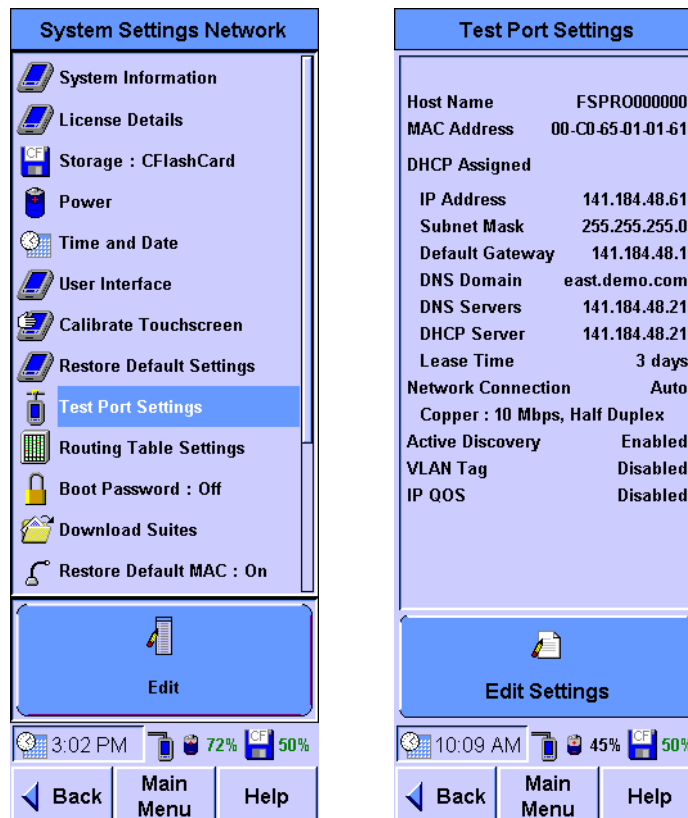 System Settings Network
System Information
License Details
CF
Storage : CFlashCard
Power
Time and Date
User Interface
Calibrate Touchscreen
Restore Default Settings
Test Port Settings
Routing Table Settings
Boot Password : Off
Download Suites
Restore Default MAC : On
Edit
3:02 PM 72% CF 50%
Back Main Menu Help
Test Port Settings
Host Name FSPRO000000
MAC Address 00-C0-65-01-01-61
DHCP Assigned
IP Address 141.184.48.61
Subnet Mask 255.255.255.0
Default Gateway 141.184.48.1
DNS Domain east.demo.com
DNS Servers 141.184.48.21
DHCP Server 141.184.48.21
Lease Time 3 days
Network Connection Auto
Copper : 10 Mbps, Half Duplex
Active Discovery Enabled
VLAN Tag Disabled
IP QOS Disabled
Edit Settings
10:09 AM 45% CF 50%
Back Main Menu Help